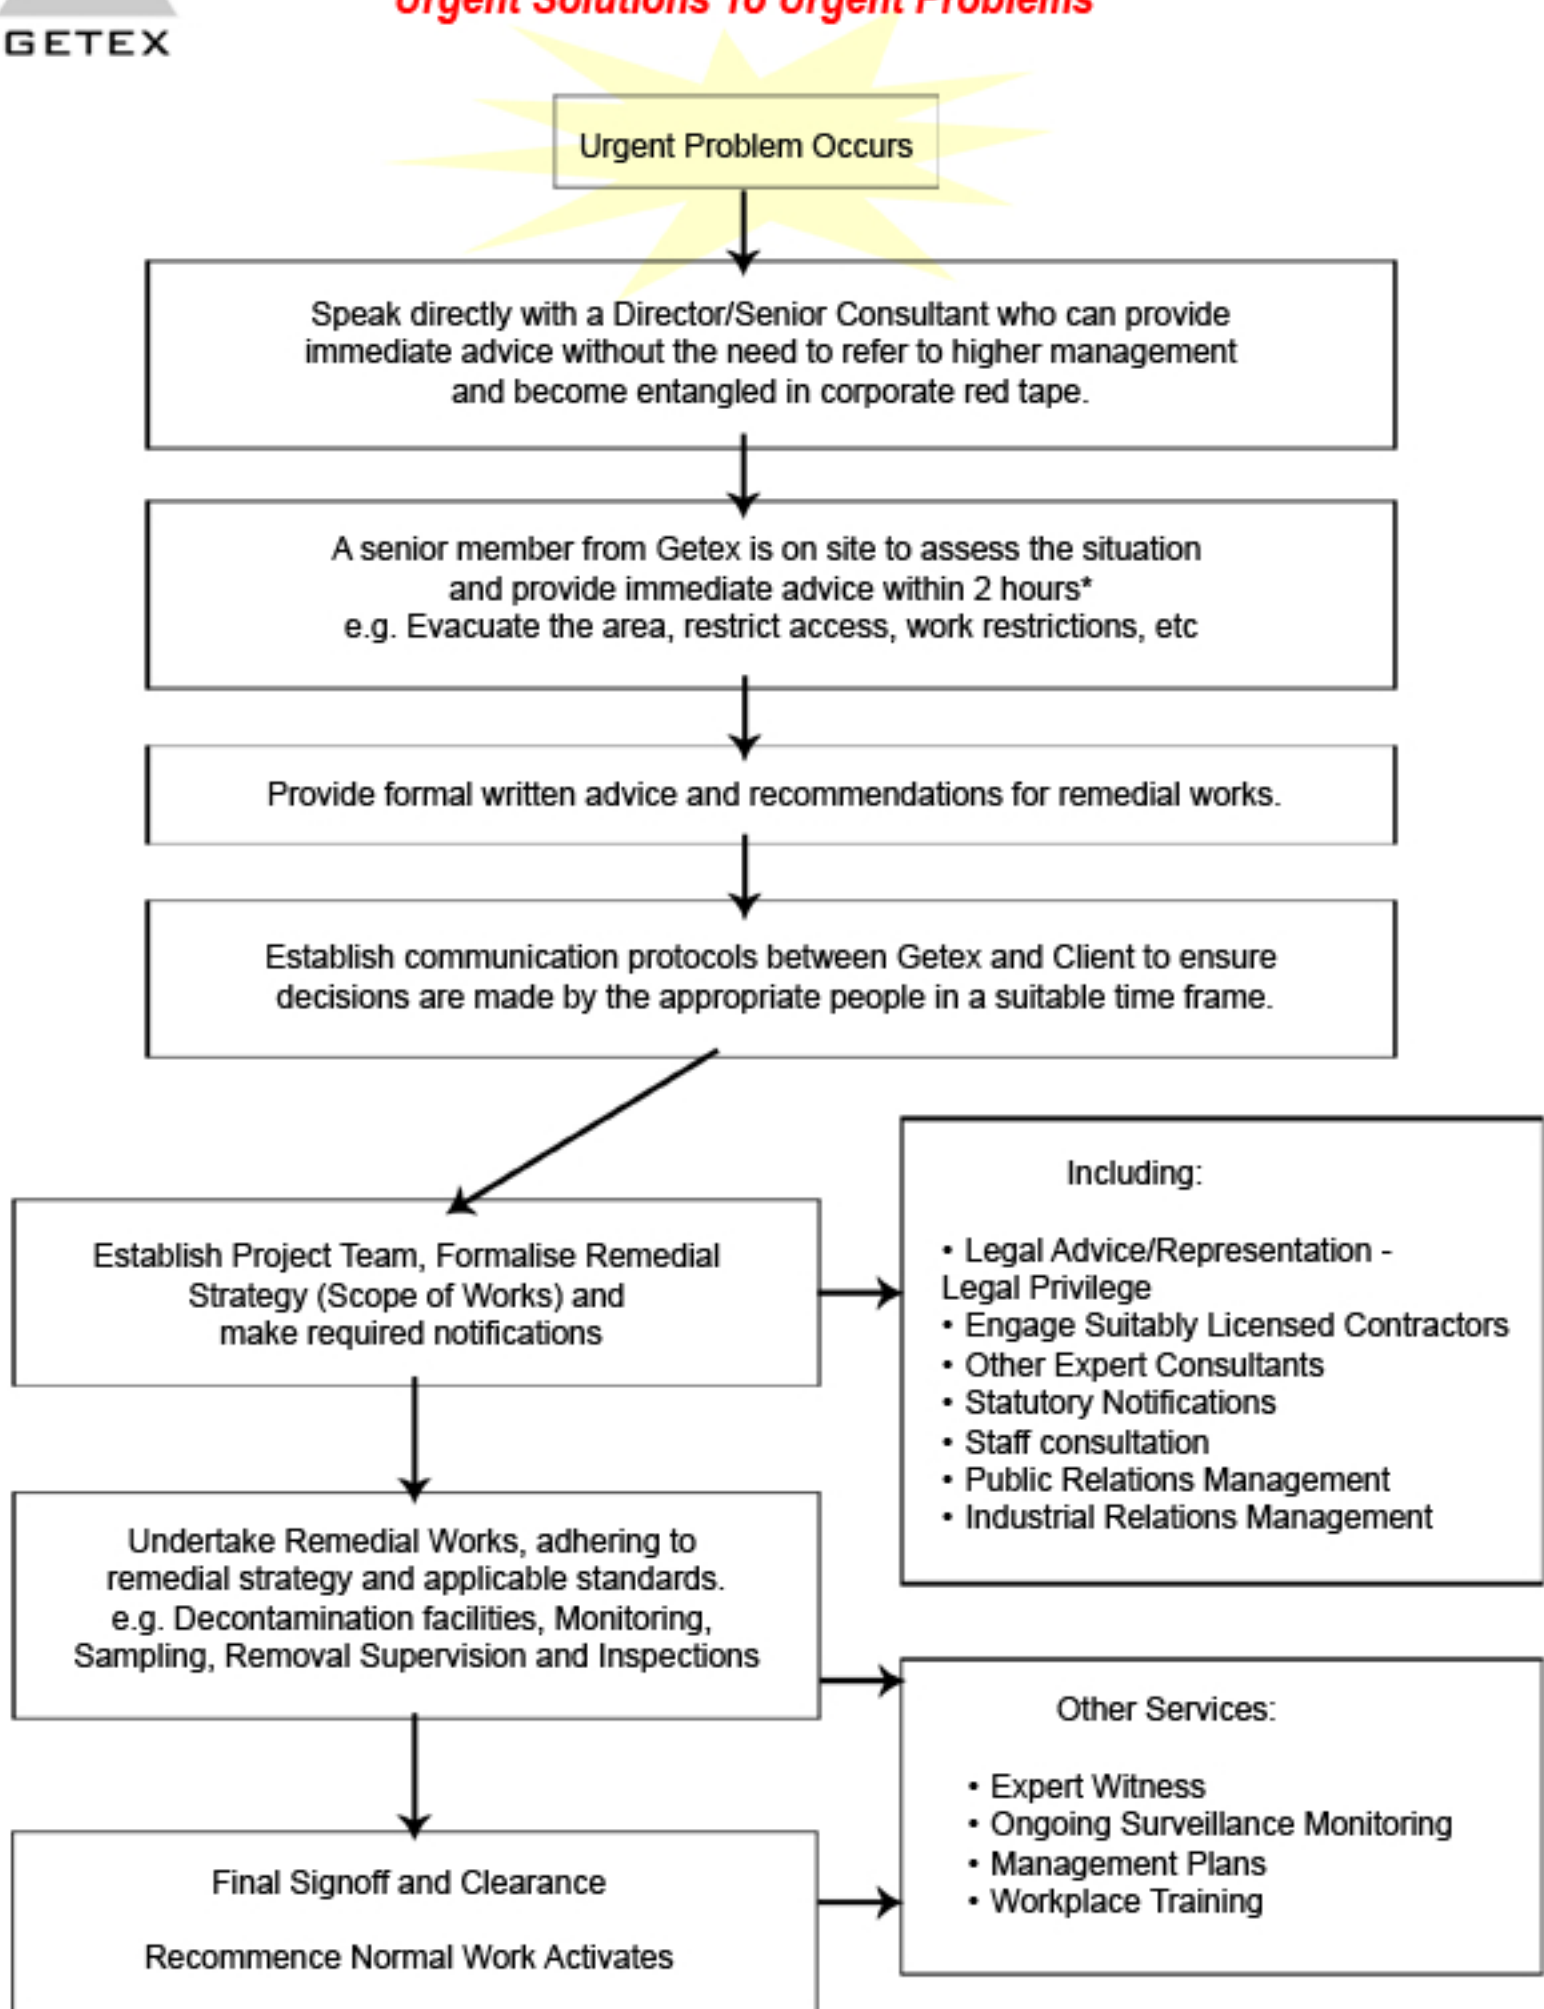 Urgent Solutions To Urgent Problems
GETEX
Urgent Problem Occurs
Speak directly with a Director/Senior Consultant who can provide
immediate advice without the need to refer to higher management
and become entangled in corporate red tape.
A senior member from Getex is on site to assess the situation
and provide immediate advice within 2 hours*
e.g. Evacuate the area, restrict access, work restrictions, etc
Provide formal written advice and recommendations for remedial works.
Establish communication protocols between Getex and Client to ensure
decisions are made by the appropriate people in a suitable time frame.
Establish Project Team, Formalise Remedial
Strategy (Scope of Works) and
make required notifications
Including:
• Legal Advice/Representation -
Legal Privilege
• Engage Suitably Licensed Contractors
• Other Expert Consultants
• Statutory Notifications
• Staff consultation
• Public Relations Management
• Industrial Relations Management
Undertake Remedial Works, adhering to
remedial strategy and applicable standards.
e.g. Decontamination facilities, Monitoring,
Sampling, Removal Supervision and Inspections
Other Services:
• Expert Witness
• Ongoing Surveillance Monitoring
• Management Plans
• Workplace Training
Final Signoff and Clearance
Recommence Normal Work Activates